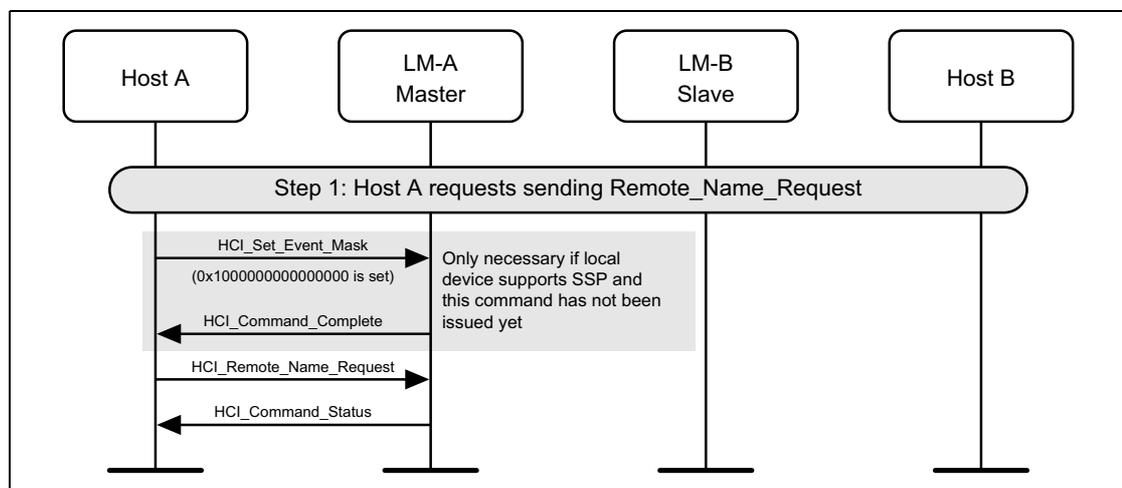 Host A
LM-A
Master
LM-B
Slave
Host B
Step 1: Host A requests sending Remote_Name_Request
HCI_Set_Event_Mask
(0x1000000000000000 is set)
Only necessary if local
device supports SSP and
this command has not been
issued yet
HCI_Command_Complete
HCI_Remote_Name_Request
HCI_Command_Status